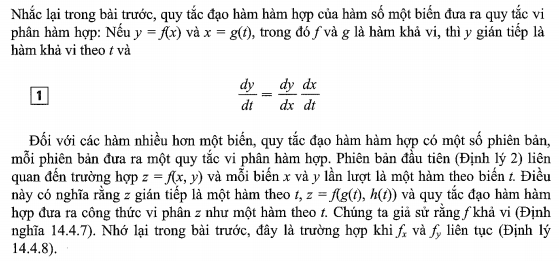 Nhắc lại trong bài trước, quy tắc đạo hàm hàm hợp của hàm số một biến đưa ra quy tắc vi
phân hàm hợp: Nếu y = f(x) và x = g(t), trong đó f và g là hàm khả vi, thì y gián tiếp là
hàm khả vi theo t và
1 dy/dt = dy/dx dx/dt
Đối với các hàm nhiều hơn một biến, quy tắc đạo hàm hàm hợp có một số phiên bản,
mỗi phiên bản đưa ra một quy tắc vi phân hàm hợp. Phiên bản đầu tiên (Định lý 2) liên
quan đến trường hợp z = f(x, y) và mỗi biến x và y lần lượt là một hàm theo biến t. Điều
này có nghĩa rằng z gián tiếp là một hàm theo t, z = f(g(t), h(t)) và quy tắc đạo hàm hàm
hợp đưa ra công thức vi phân z như một hàm theo t. Chúng ta giả sử rằng f khả vi (Định
nghĩa 14.4.7). Nhớ lại trong bài trước, đây là trường hợp khi fx và fy liên tục (Định lý
14.4.8).